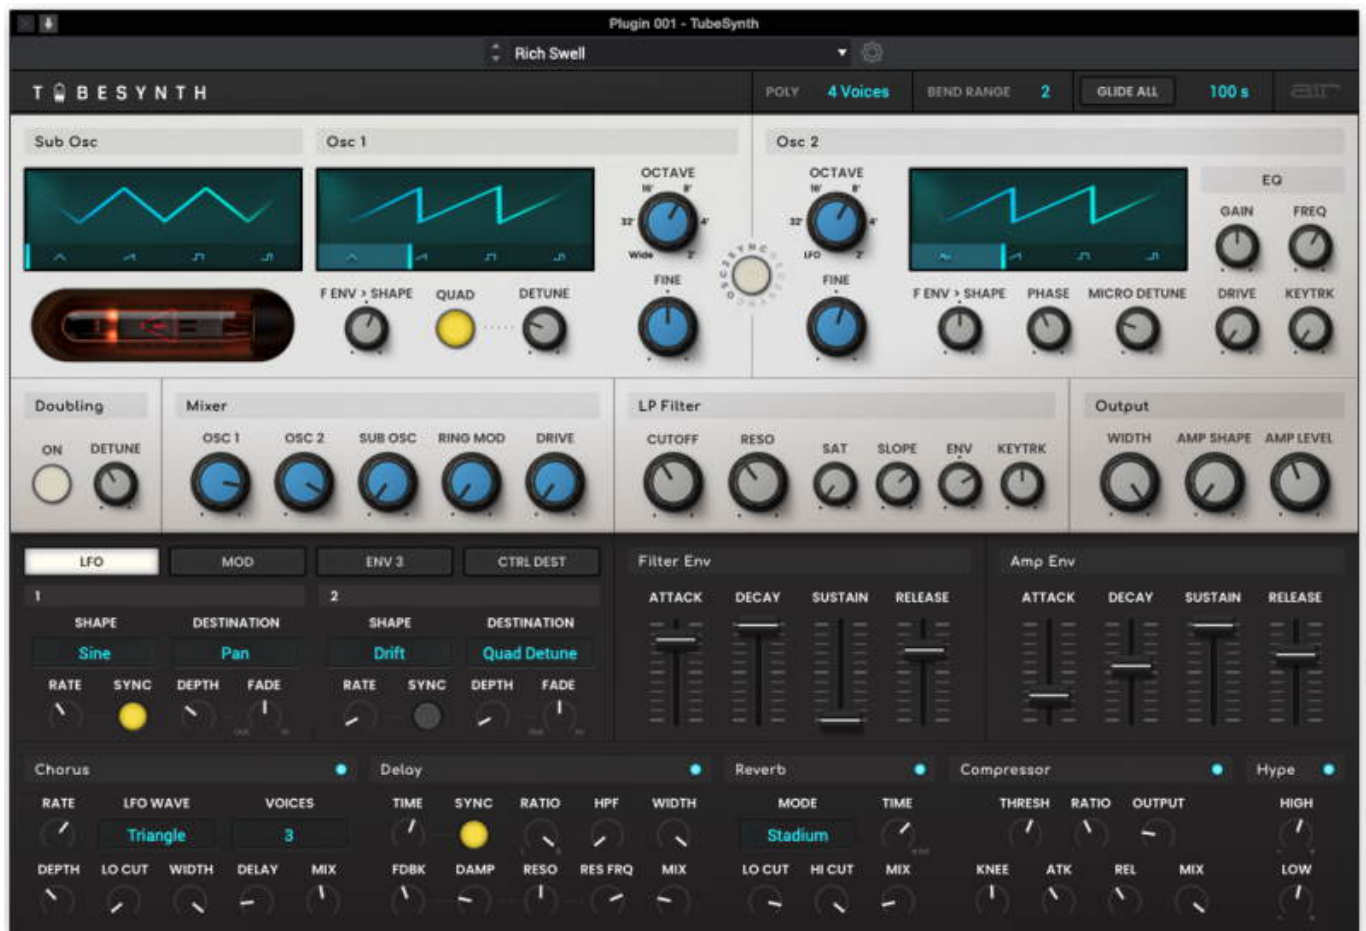 Plugin 001 - TubeSynth
Rich Swell
TUBESYNTH POLY 4 Voices BEND RANGE 2 GLIDE ALL 100 s air
Sub Osc Osc 1 Osc 2
OCTAVE OCTAVE EQ
16' 8' 16' 8'
GAIN FREQ
32' 4' 32' 4'
OSC 2 SYNC
Wide 2' LFO 2'
F ENV > SHAPE QUAD DETUNE FINE FINE F ENV > SHAPE PHASE MICRO DETUNE DRIVE KEYTRK
Doubling Mixer LP Filter Output
ON DETUNE OSC 1 OSC 2 SUB OSC RING MOD DRIVE CUTOFF RESO SAT SLOPE ENV KEYTRK WIDTH AMP SHAPE AMP LEVEL
LFO MOD ENV 3 CTRL DEST Filter Env Amp Env
1 2
ATTACK DECAY SUSTAIN RELEASE ATTACK DECAY SUSTAIN RELEASE
SHAPE DESTINATION SHAPE DESTINATION
Sine Pan Drift Quad Detune
RATE SYNC DEPTH FADE RATE SYNC DEPTH FADE
Chorus Delay Reverb Compressor Hype
RATE LFO WAVE VOICES TIME SYNC RATIO HPF WIDTH MODE TIME THRESH RATIO OUTPUT HIGH
Triangle 3 Stadium
DEPTH LO CUT WIDTH DELAY MIX FDBK DAMP RESO RES FRQ MIX LO CUT HI CUT MIX KNEE ATK REL MIX LOW